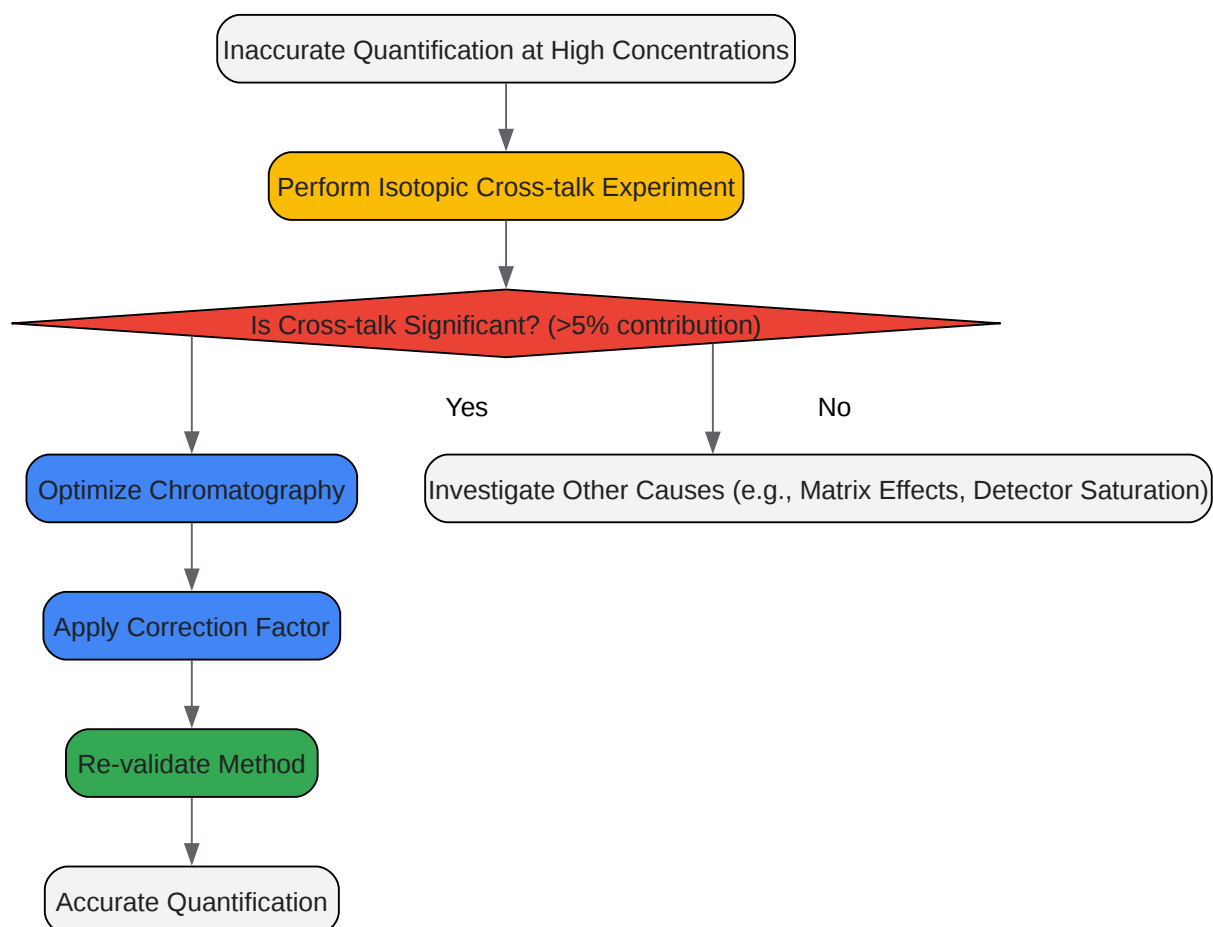 Inaccurate Quantification at High Concentrations
Perform Isotopic Cross-talk Experiment
Is Cross-talk Significant? (>5% contribution)
Yes
No
Optimize Chromatography
Investigate Other Causes (e.g., Matrix Effects, Detector Saturation)
Apply Correction Factor
Re-validate Method
Accurate Quantification